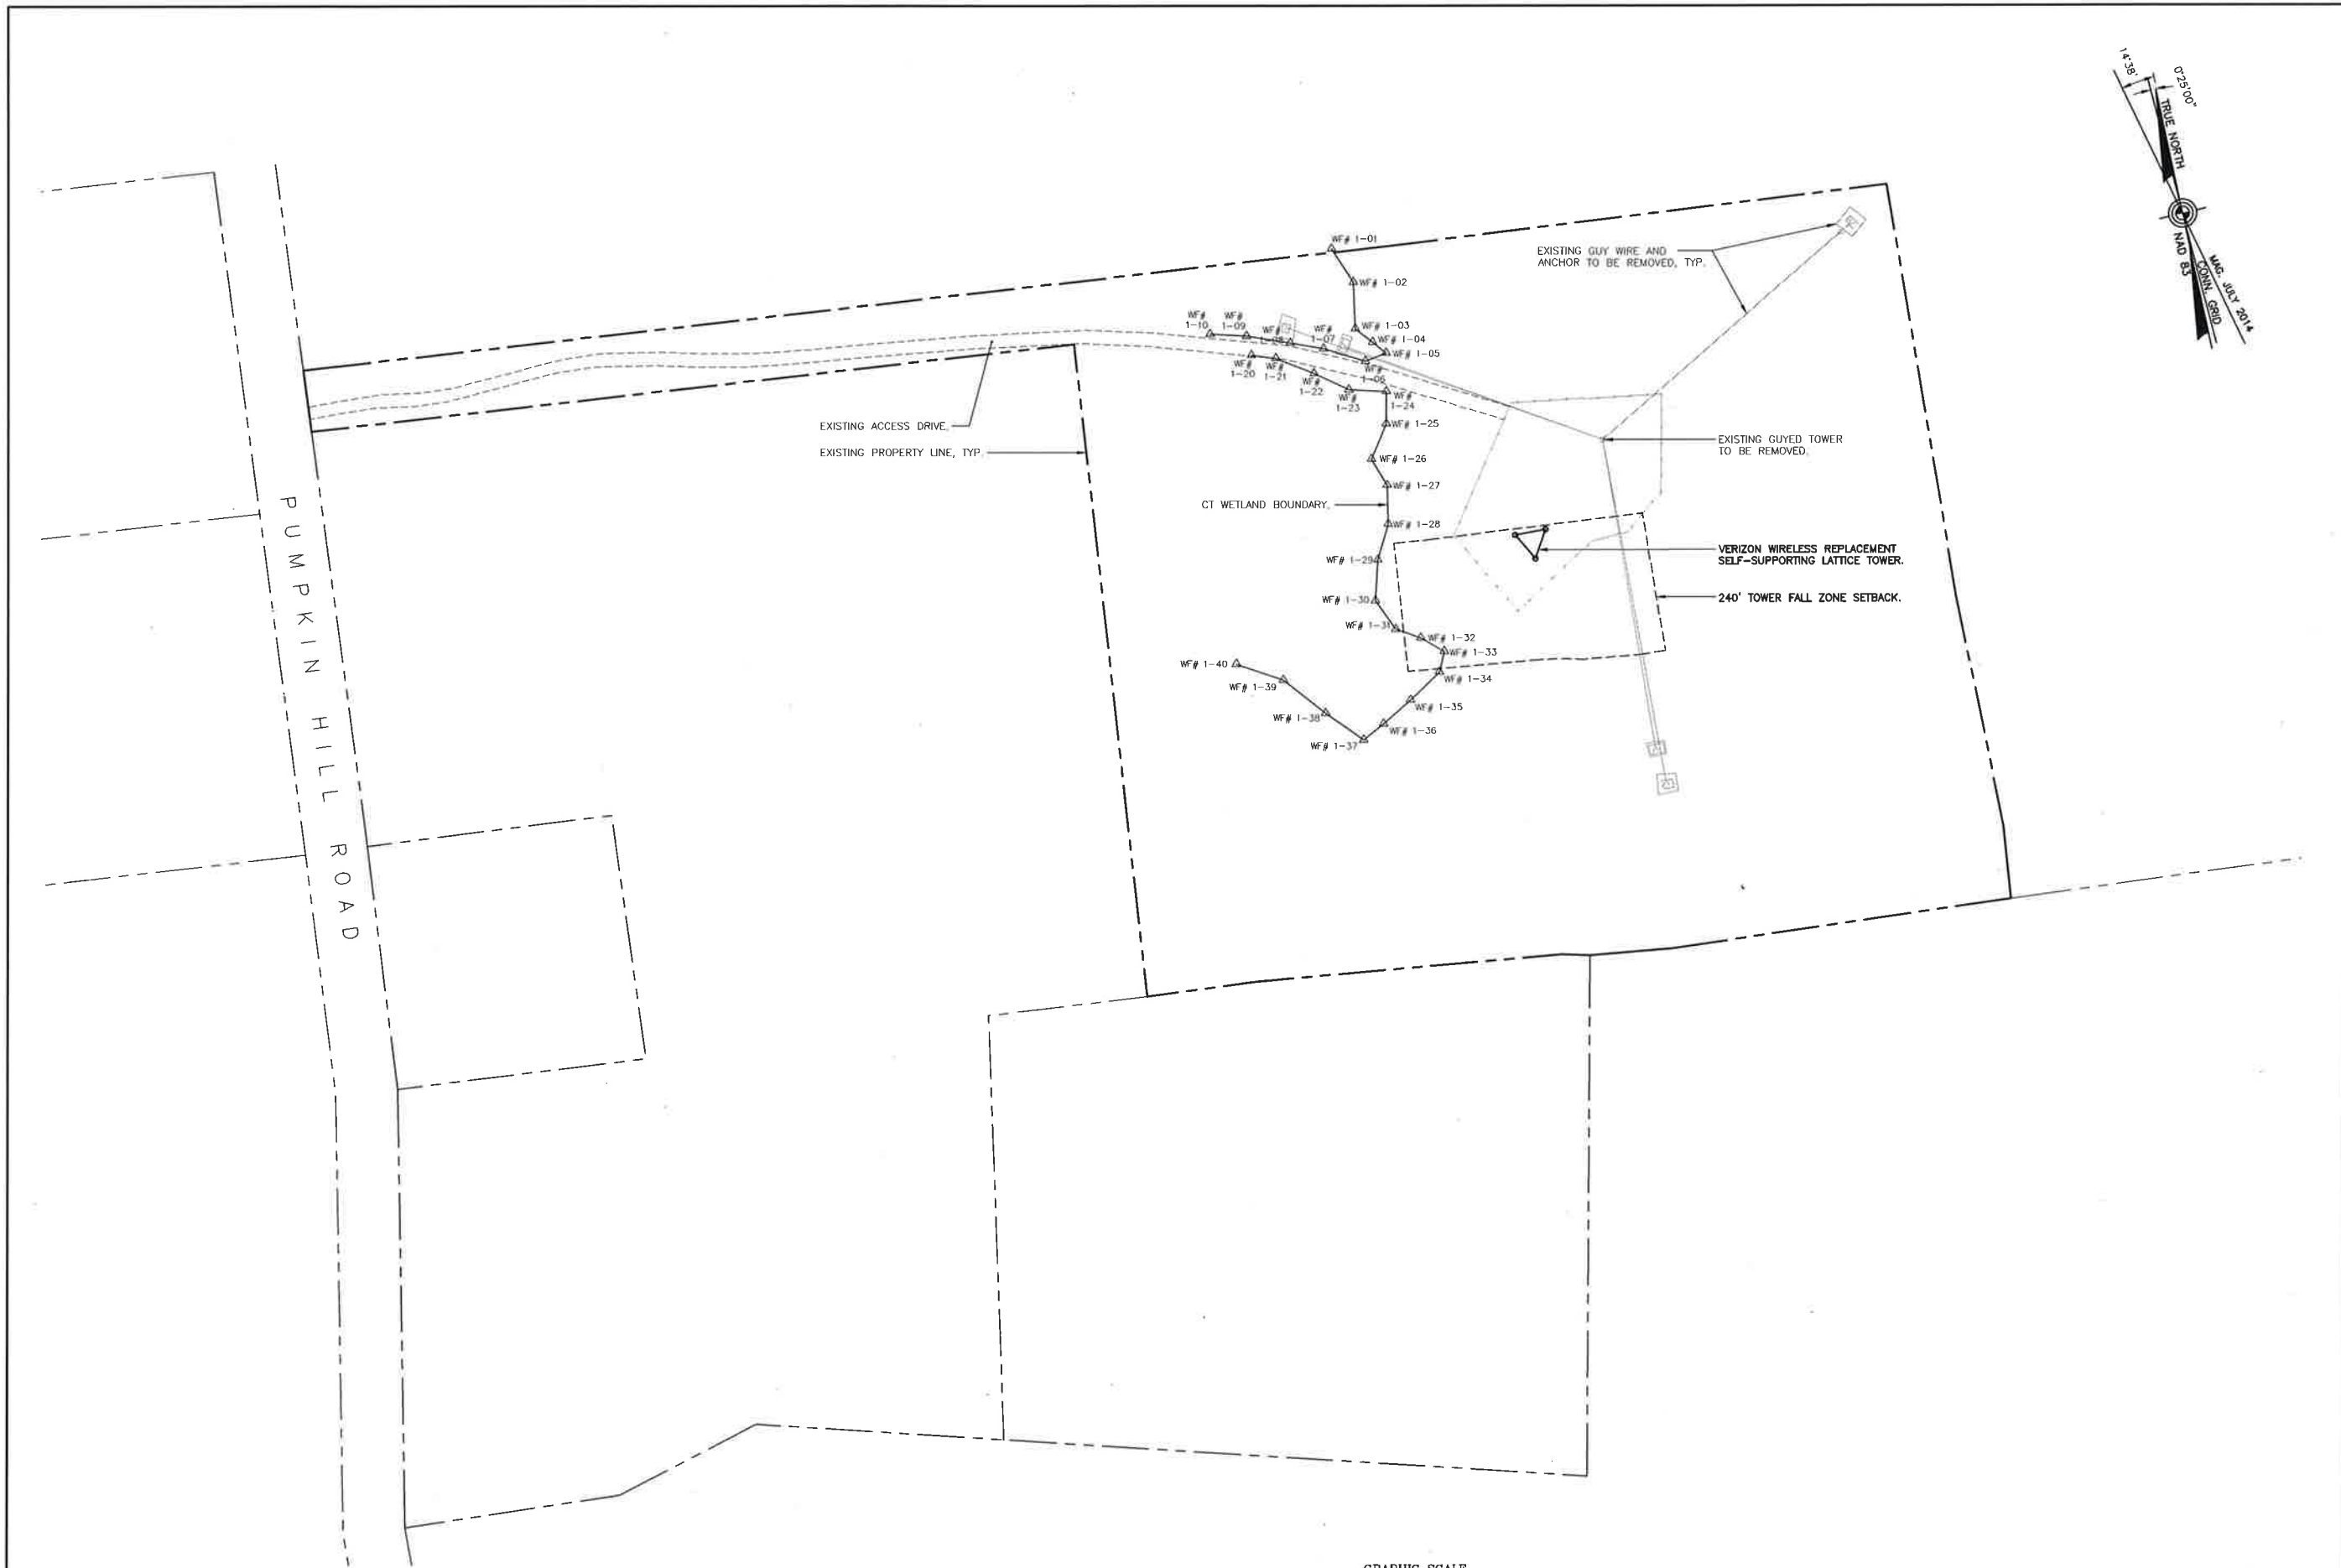 14°38'
0°25'00"
TRUE NORTH
NAD 83
CONN. GRID
MAG. JULY 2014
WF# 1-01
EXISTING GUY WIRE AND
ANCHOR TO BE REMOVED, TYP.
WF# 1-02
WF# 1-03
WF# 1-04
WF# 1-05
WF#
1-10
WF#
1-09
WF#
1-08
WF#
1-07
WF#
1-06
WF#
1-20
WF#
1-21
WF#
1-22
WF#
1-23
WF#
1-24
EXISTING ACCESS DRIVE.
EXISTING PROPERTY LINE, TYP.
WF# 1-25
EXISTING GUYED TOWER
TO BE REMOVED.
WF# 1-26
WF# 1-27
CT WETLAND BOUNDARY.
WF# 1-28
VERIZON WIRELESS REPLACEMENT
SELF-SUPPORTING LATTICE TOWER.
WF# 1-29
240' TOWER FALL ZONE SETBACK.
WF# 1-30
WF# 1-31
WF# 1-32
WF# 1-33
WF# 1-34
WF# 1-40
WF# 1-39
WF# 1-35
WF# 1-38
WF# 1-36
WF# 1-37
PUMPKIN HILL ROAD
GRAPHIC SCALE